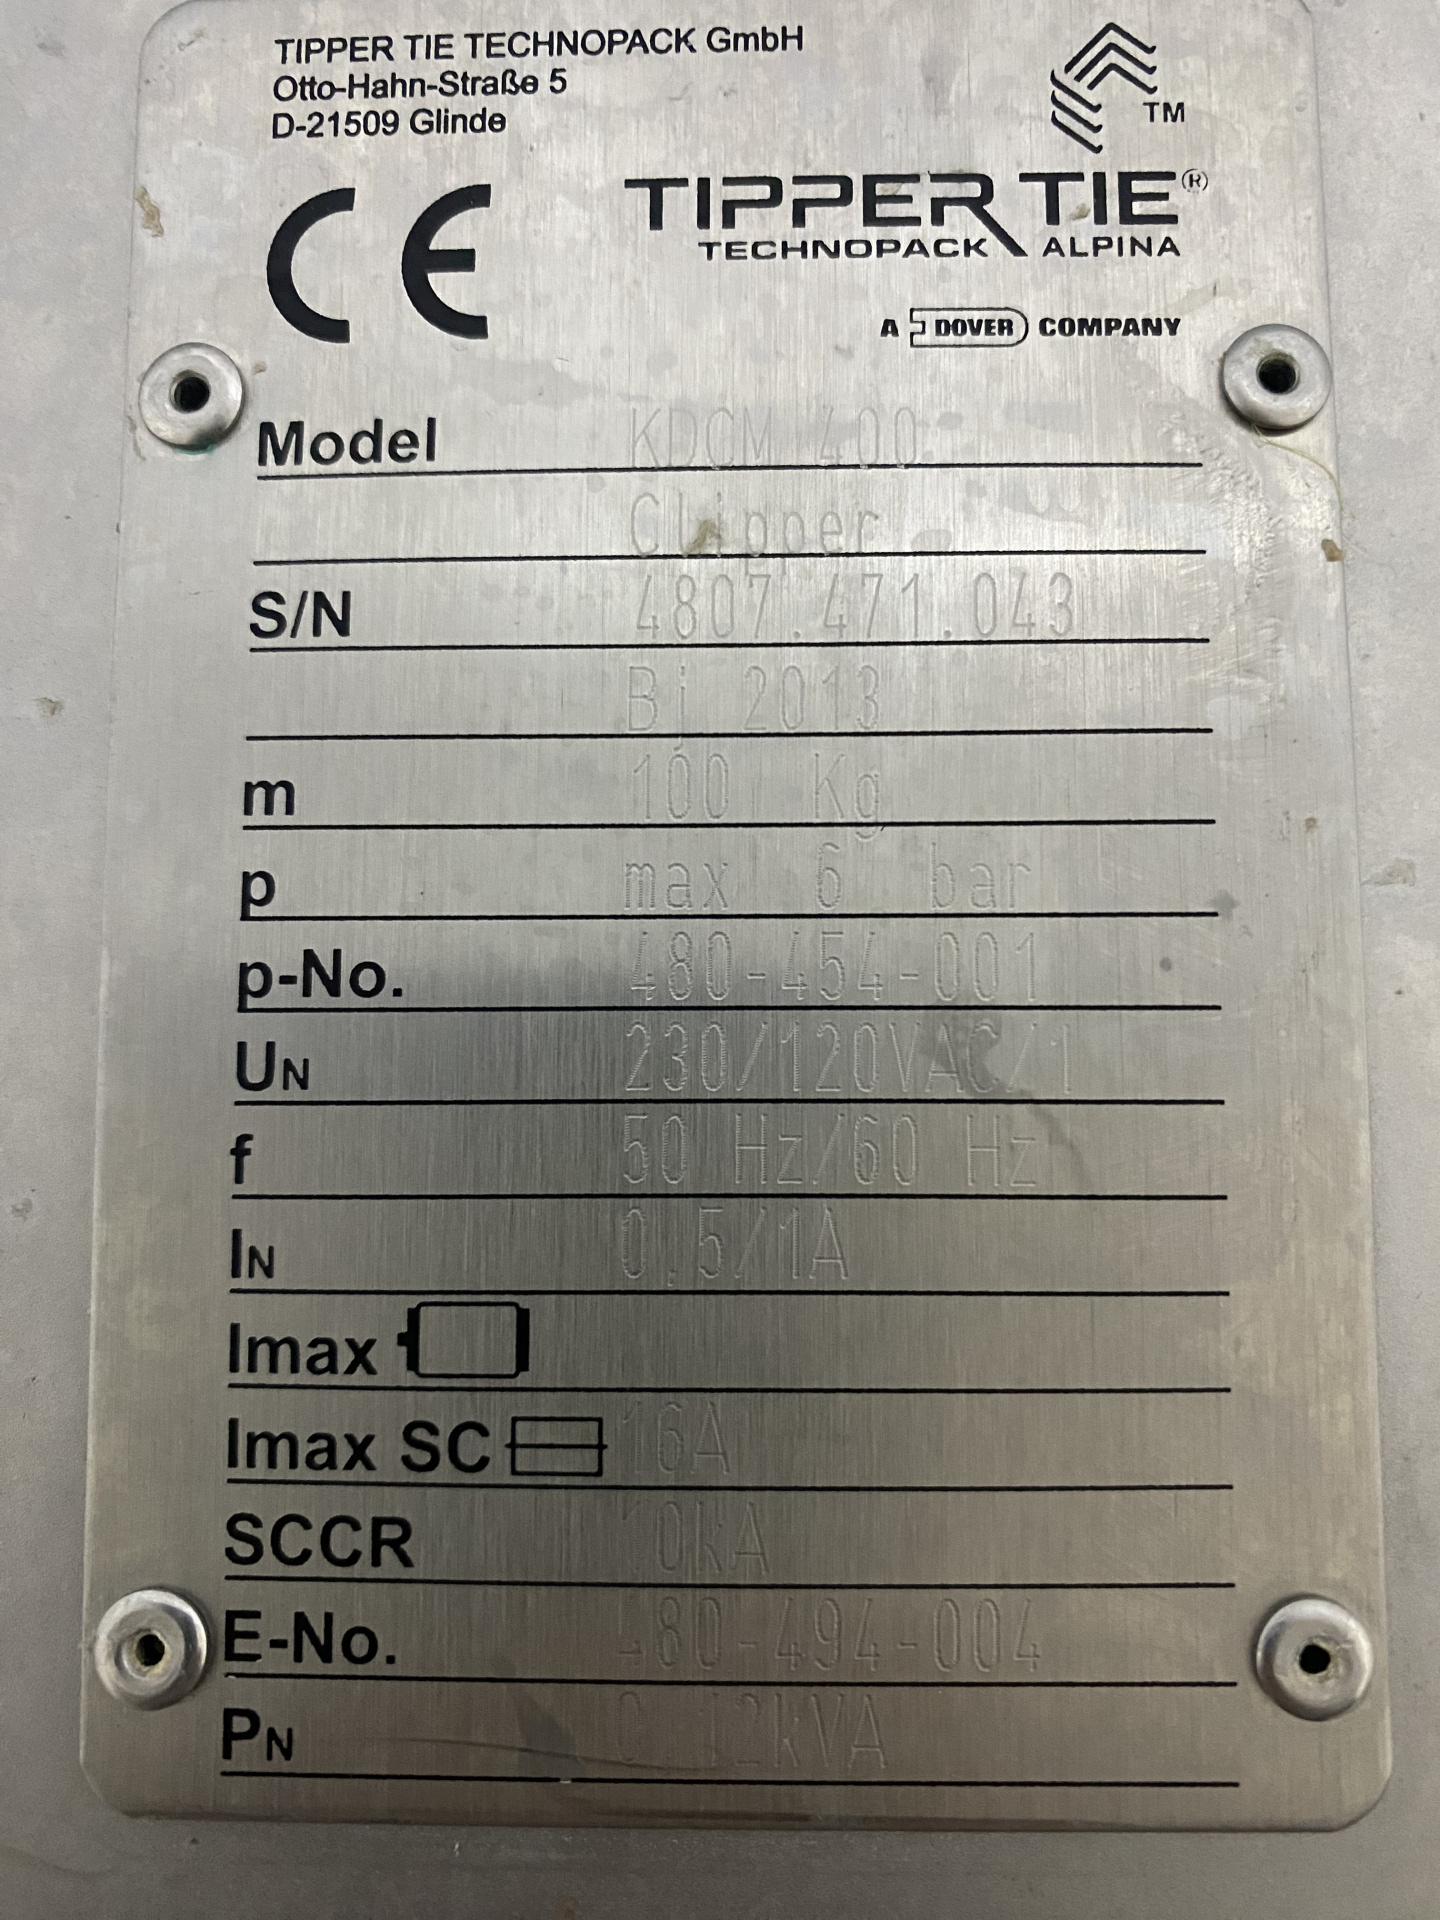 TIPPER TIE TECHNOPACK GmbH
Otto-Hahn-Straße 5
D-21509 Glinde
TM
CE
TIPPER TIE®
TECHNOPACK ALPINA
A DOVER COMPANY
Model KDCM 400
Clipper
S/N 4807.471.043
Bj 2013
m 100 Kg
p max 6 bar
p-No. 480-454-001
UN 230/120VAC/1
f 50 Hz/60 Hz
IN 0,5/1A
Imax
Imax SC 16A
SCCR 10kA
E-No. 480-494-004
PN 0,12kVA